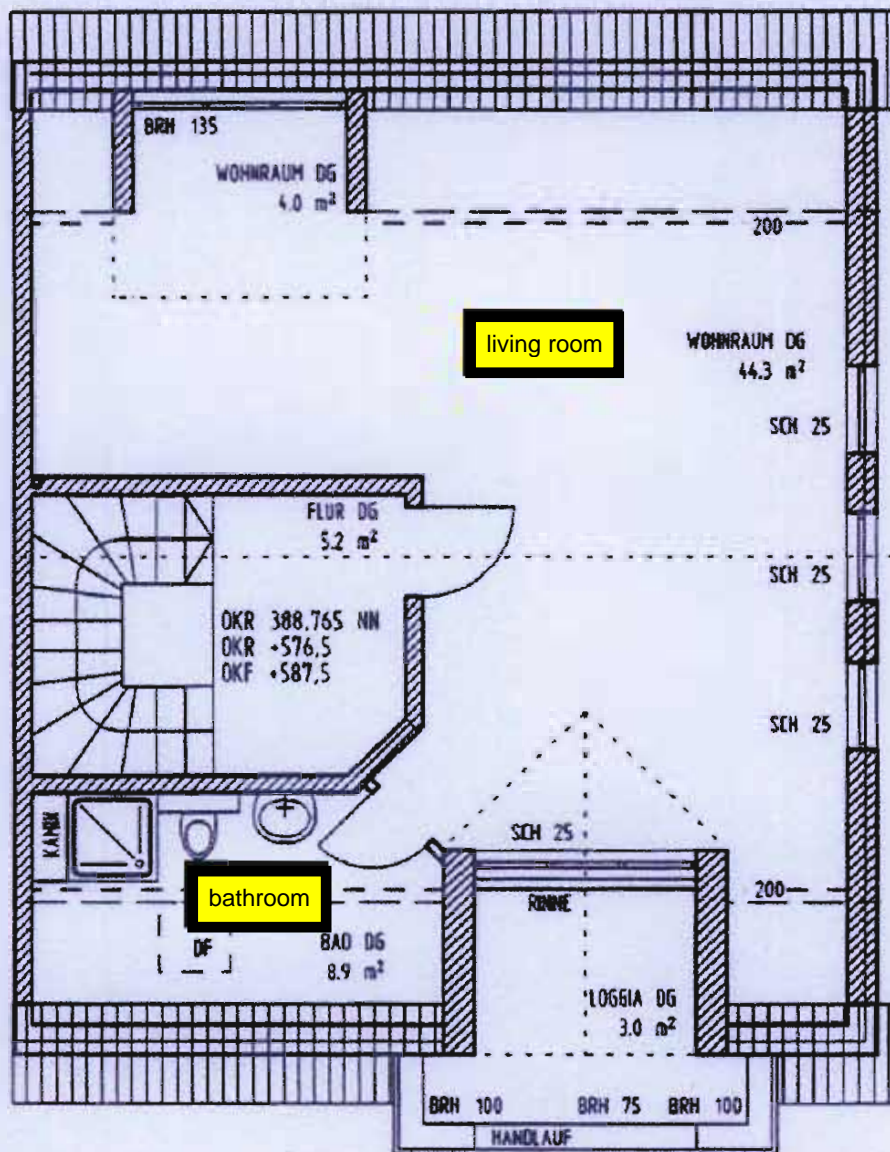 BRH 135
WOHNRAUM DG
4.0 m²
200
living room
WOHNRAUM DG
44.3 m²
SCH 25
FLUR DG
5.2 m²
SCH 25
OKR 388.765 NN
OKR +576,5
OKF +587,5
SCH 25
KAMIN
SCH 25
bathroom
RINNE
200
DF
BAD DG
8.9 m²
LOGGIA DG
3.0 m²
BRH 100 BRH 75 BRH 100
HANDLAUF